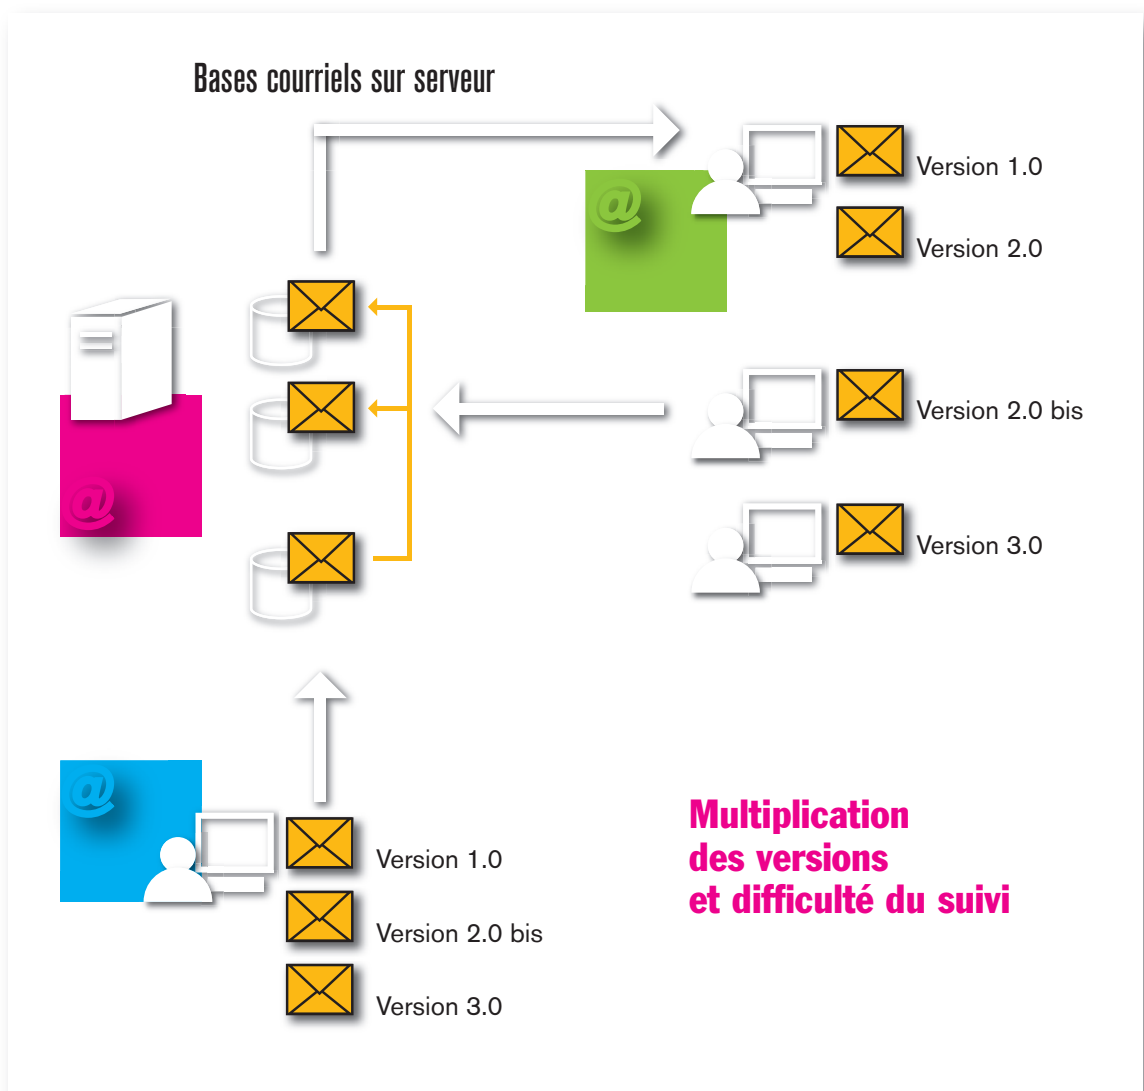 Bases courriels sur serveur
@
Version 1.0
Version 2.0
Version 2.0 bis
@
Version 3.0
@
Version 1.0
Version 2.0 bis
Version 3.0
Multiplication
des versions
et difficulté du suivi